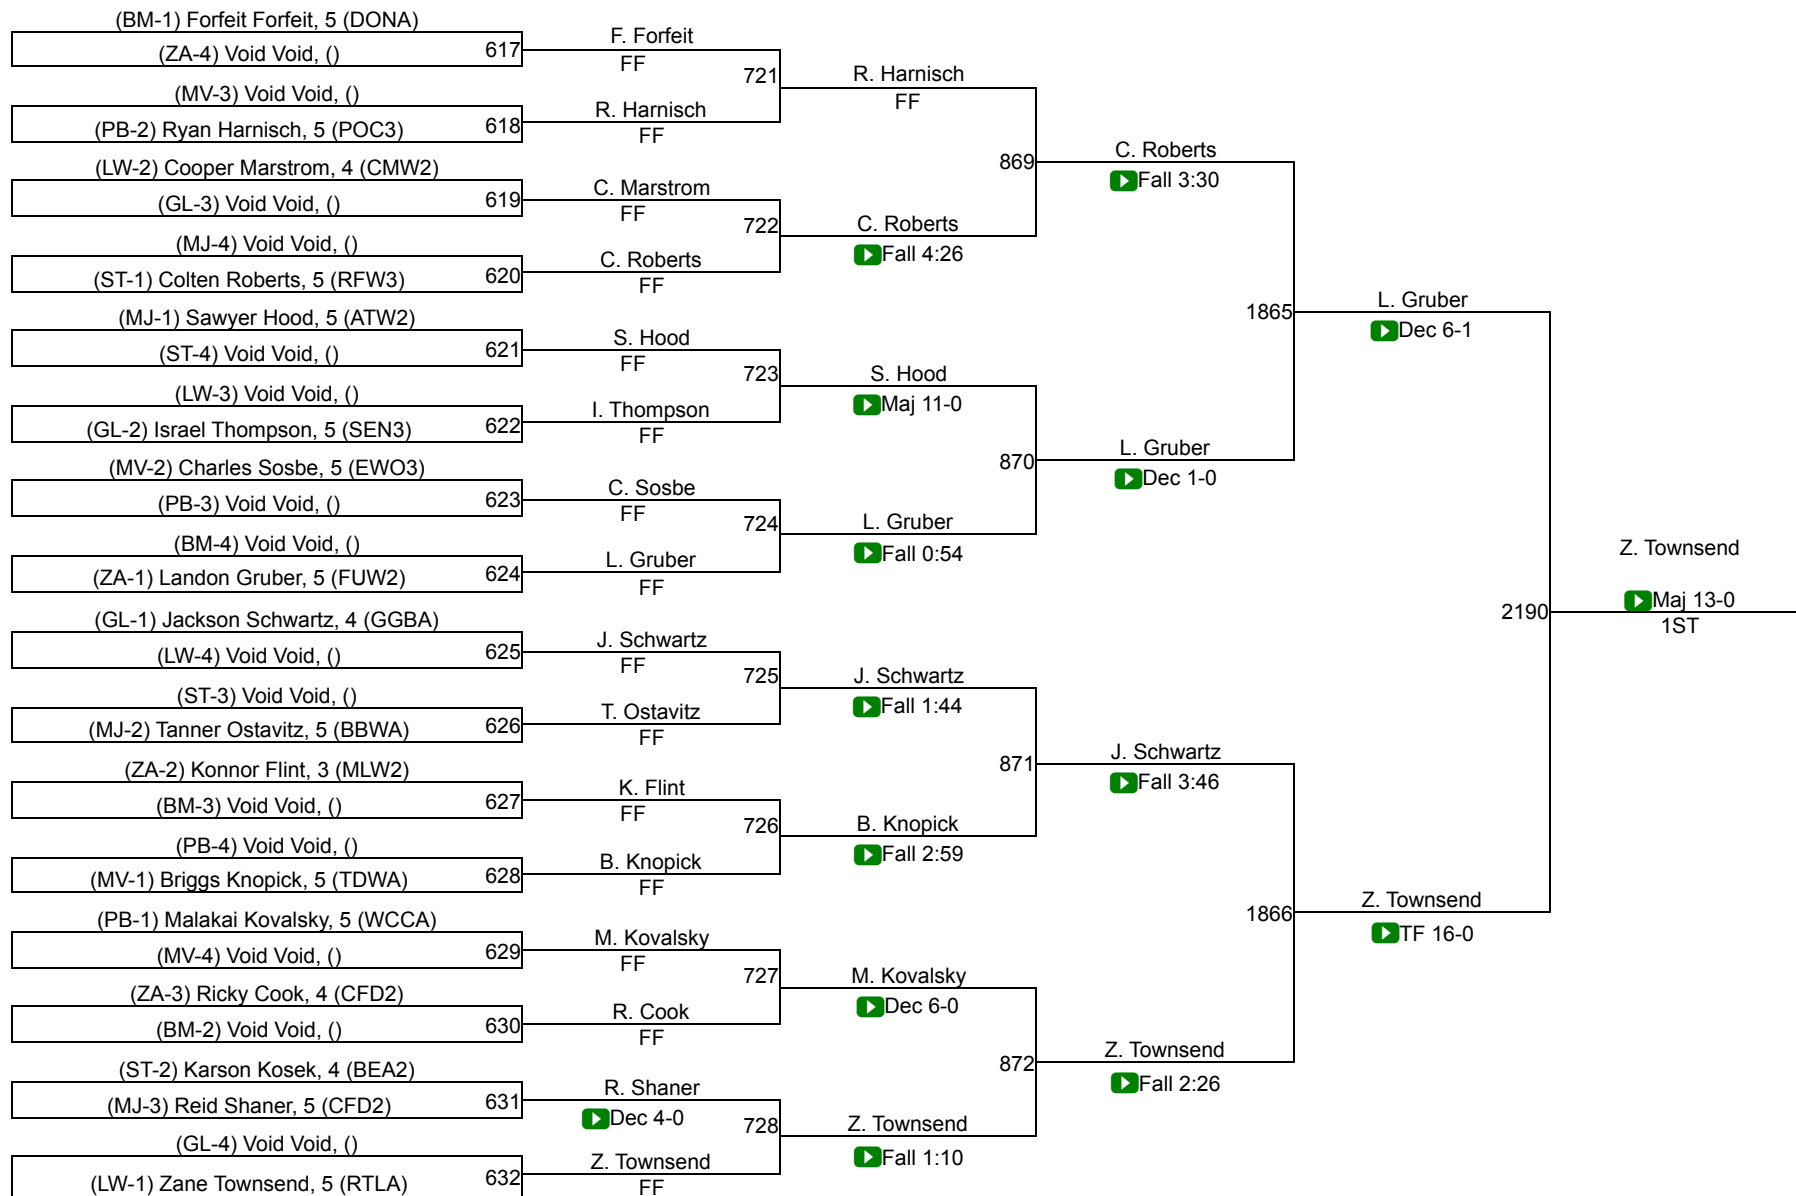 (BM-1) Forfeit Forfeit, 5 (DONA)
(ZA-4) Void Void, ()
617
(MV-3) Void Void, ()
(PB-2) Ryan Harnisch, 5 (POC3)
618
(LW-2) Cooper Marstrom, 4 (CMW2)
(GL-3) Void Void, ()
619
(MJ-4) Void Void, ()
(ST-1) Colten Roberts, 5 (RFW3)
620
(MJ-1) Sawyer Hood, 5 (ATW2)
(ST-4) Void Void, ()
621
(LW-3) Void Void, ()
(GL-2) Israel Thompson, 5 (SEN3)
622
(MV-2) Charles Sosbe, 5 (EWO3)
(PB-3) Void Void, ()
623
(BM-4) Void Void, ()
(ZA-1) Landon Gruber, 5 (FUW2)
624
(GL-1) Jackson Schwartz, 4 (GGBA)
(LW-4) Void Void, ()
625
(ST-3) Void Void, ()
(MJ-2) Tanner Ostavitz, 5 (BBWA)
626
(ZA-2) Konnor Flint, 3 (MLW2)
(BM-3) Void Void, ()
627
(PB-4) Void Void, ()
(MV-1) Briggs Knopick, 5 (TDWA)
628
(PB-1) Malakai Kovalsky, 5 (WCCA)
(MV-4) Void Void, ()
629
(ZA-3) Ricky Cook, 4 (CFD2)
(BM-2) Void Void, ()
630
(ST-2) Karson Kosek, 4 (BEA2)
(MJ-3) Reid Shaner, 5 (CFD2)
631
(GL-4) Void Void, ()
(LW-1) Zane Townsend, 5 (RTLA)
632
F. Forfeit
FF
721
R. Harnisch
FF
C. Marstrom
FF
722
C. Roberts
FF
S. Hood
FF
723
I. Thompson
FF
C. Sosbe
FF
724
L. Gruber
FF
J. Schwartz
FF
725
T. Ostavitz
FF
K. Flint
FF
726
B. Knopick
FF
M. Kovalsky
FF
727
R. Cook
FF
R. Shaner
Dec 4-0
728
Z. Townsend
FF
R. Harnisch
FF
869
C. Roberts
Fall 4:26
S. Hood
Maj 11-0
870
L. Gruber
Fall 0:54
J. Schwartz
Fall 1:44
871
B. Knopick
Fall 2:59
M. Kovalsky
Dec 6-0
872
Z. Townsend
Fall 1:10
C. Roberts
Fall 3:30
1865
L. Gruber
Dec 1-0
J. Schwartz
Fall 3:46
1866
Z. Townsend
Fall 2:26
L. Gruber
Dec 6-1
2190
Z. Townsend
TF 16-0
Z. Townsend
Maj 13-0
1ST